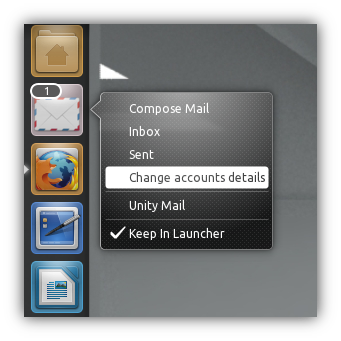 1
Compose Mail
Inbox
Sent
Change accounts details
Unity Mail
Keep In Launcher